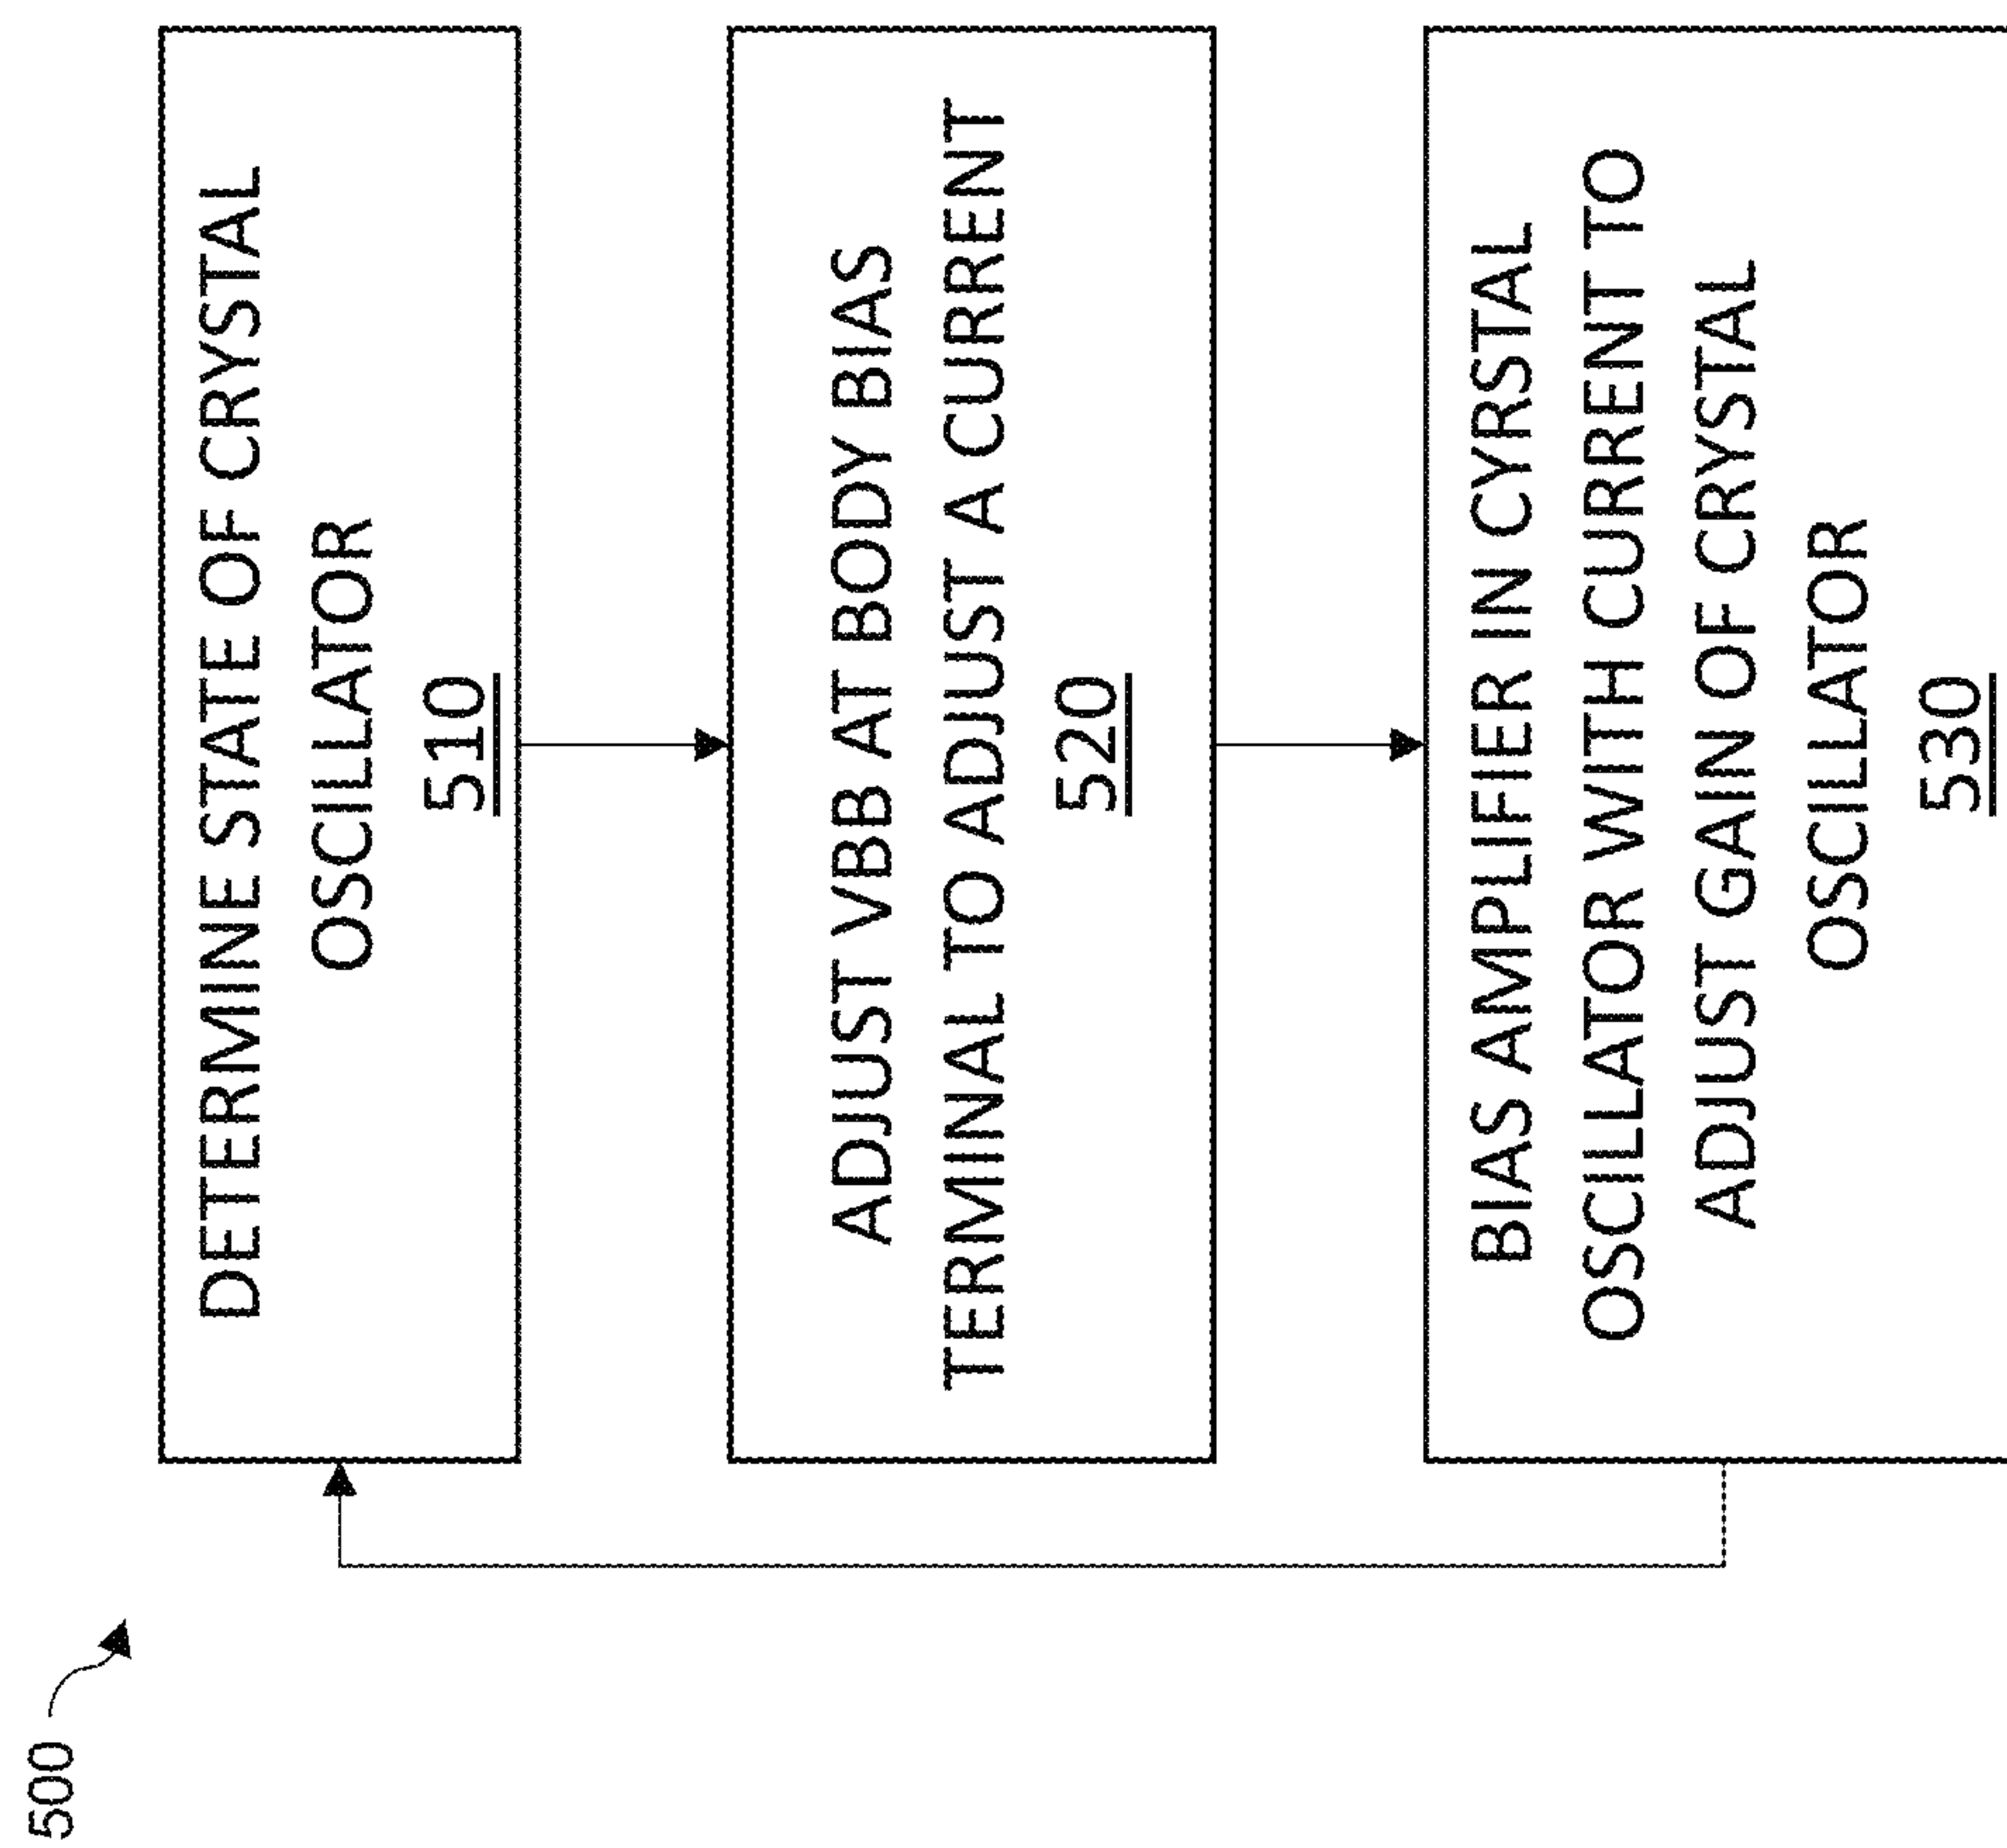 500
DETERMINE STATE OF CRYSTAL
OSCILLATOR
510
ADJUST VBB AT BODY BIAS
TERMINAL TO ADJUST A CURRENT
520
BIAS AMPLIFIER IN CYRSTAL
OSCILLATOR WITH CURRENT TO
ADJUST GAIN OF CRYSTAL
OSCILLATOR
530